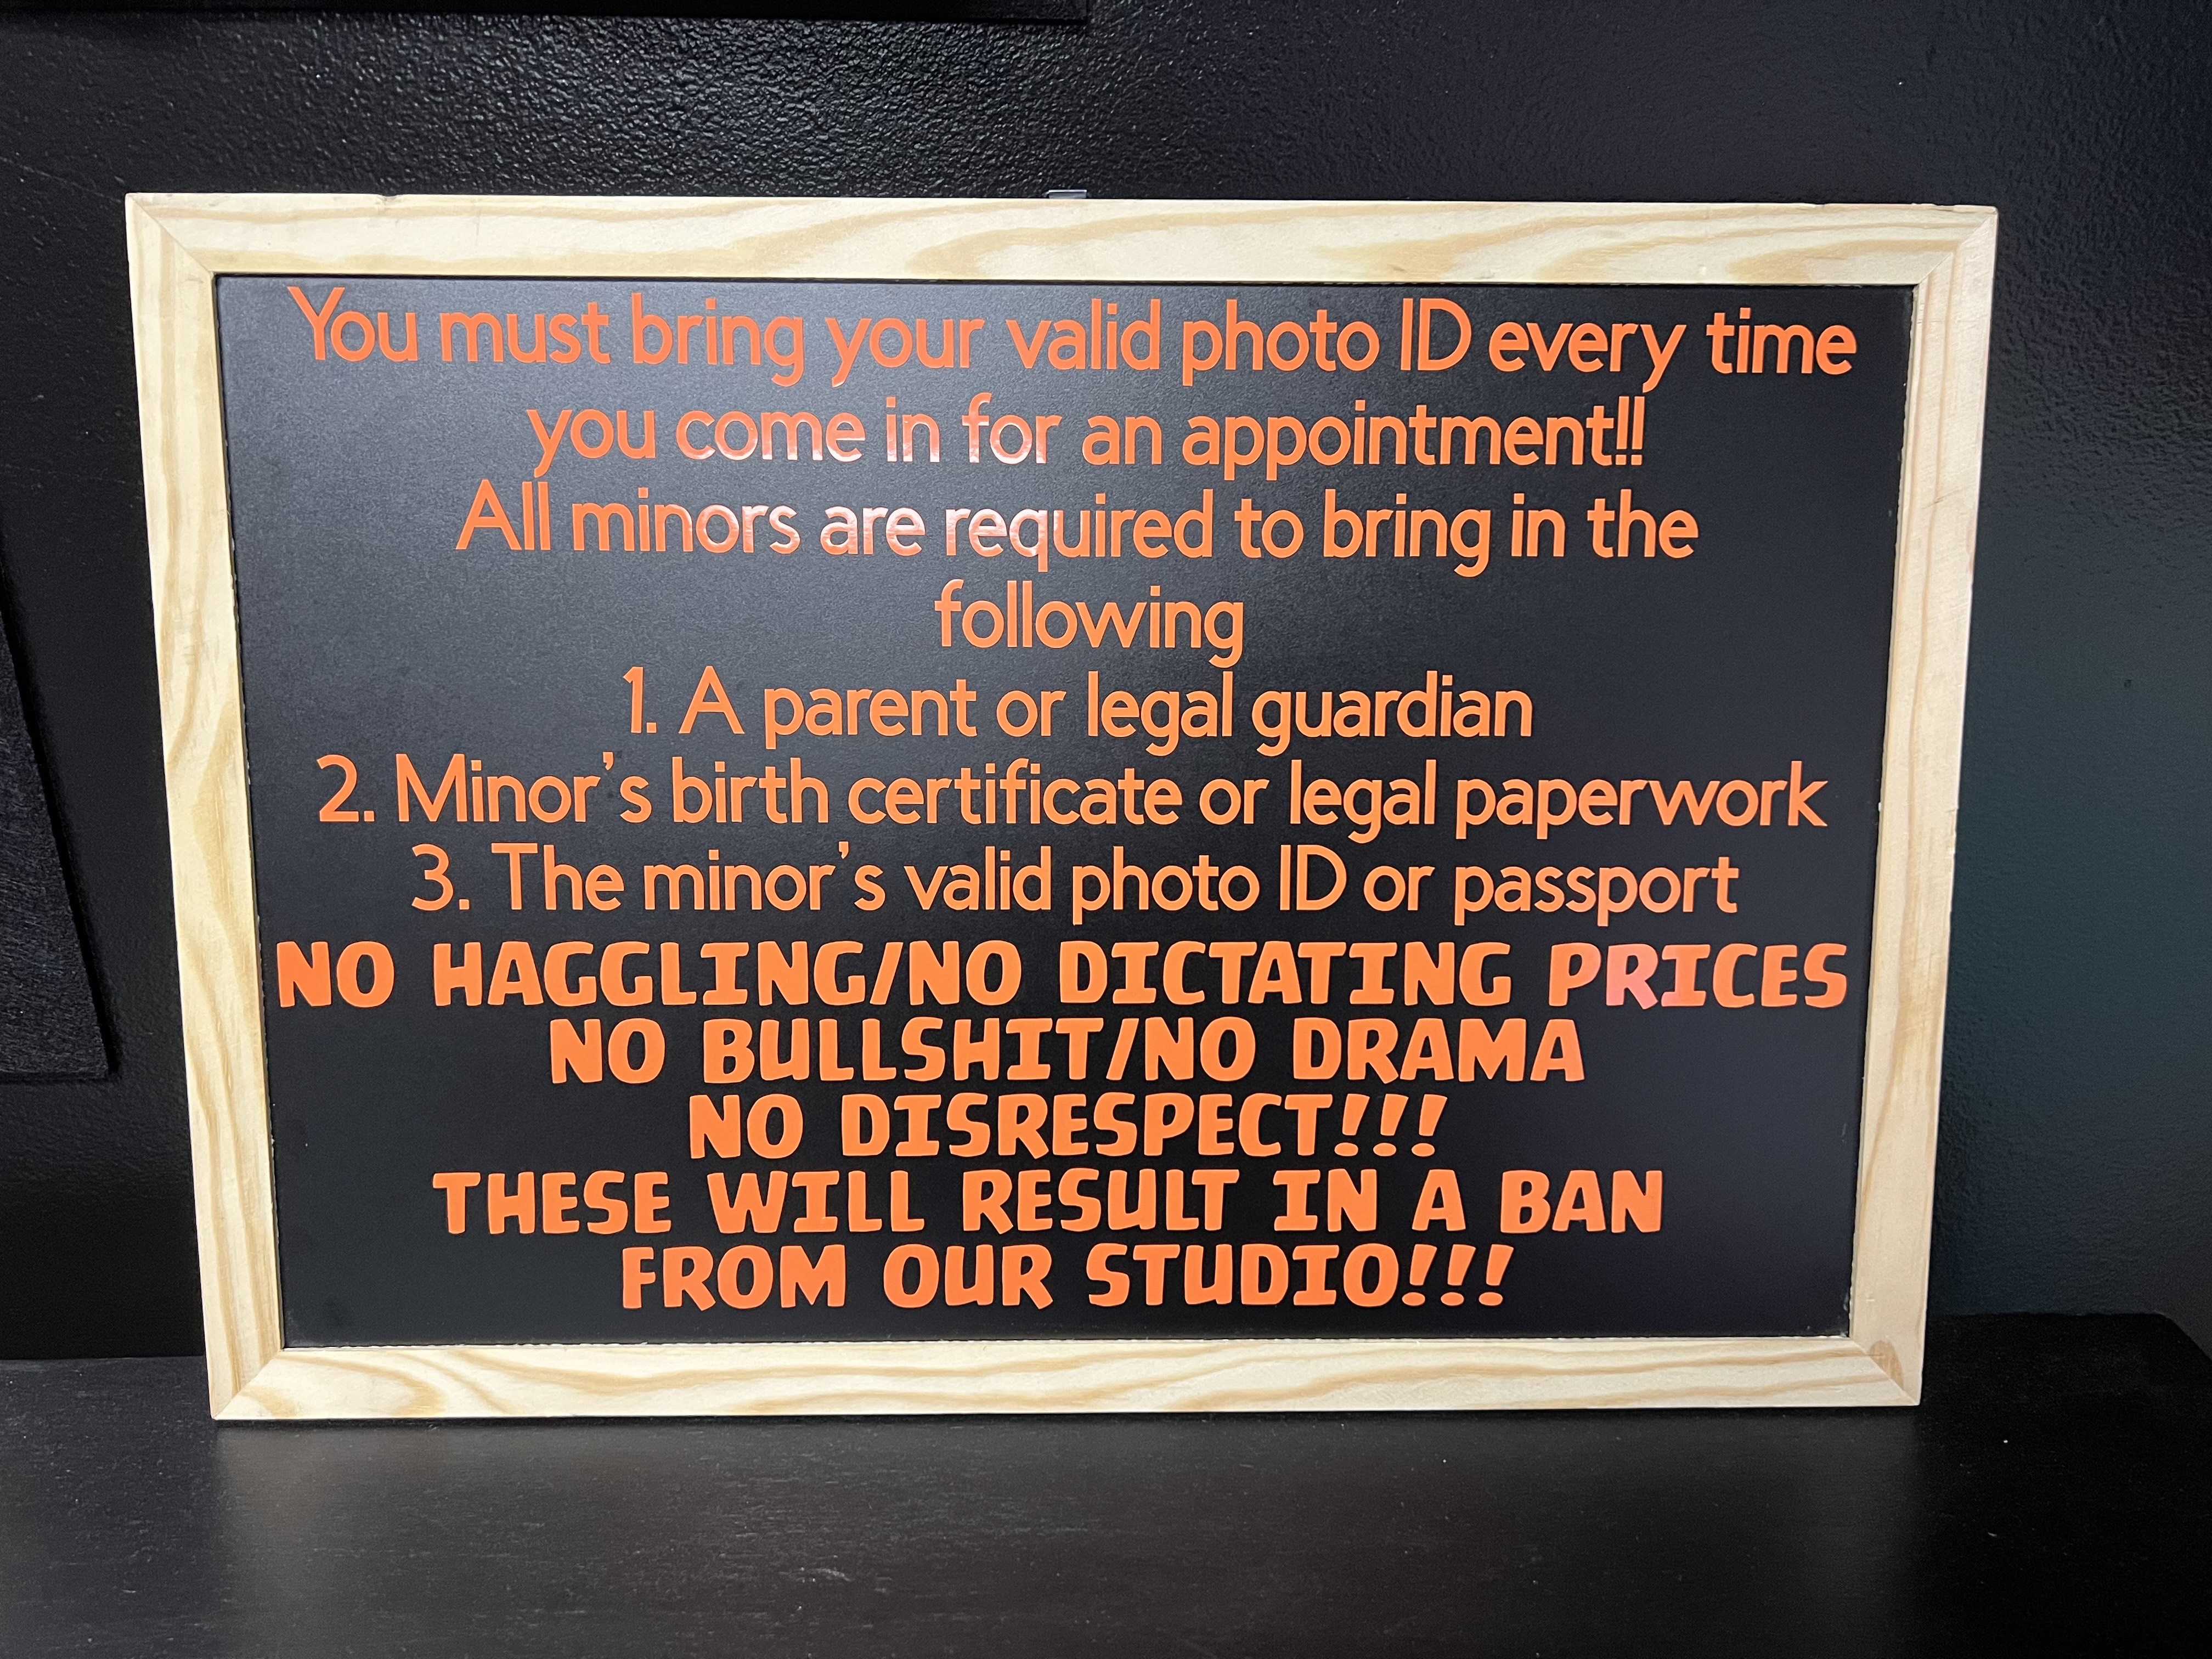 You must bring your valid photo ID every time
you come in for an appointment!!
All minors are required to bring in the
following
1. A parent or legal guardian
2. Minor's birth certificate or legal paperwork
3. The minor's valid photo ID or passport
NO HAGGLING/NO DICTATING PRICES
NO BULLSHIT/NO DRAMA
NO DISRESPECT!!!
THESE WILL RESULT IN A BAN
FROM OUR STUDIO!!!